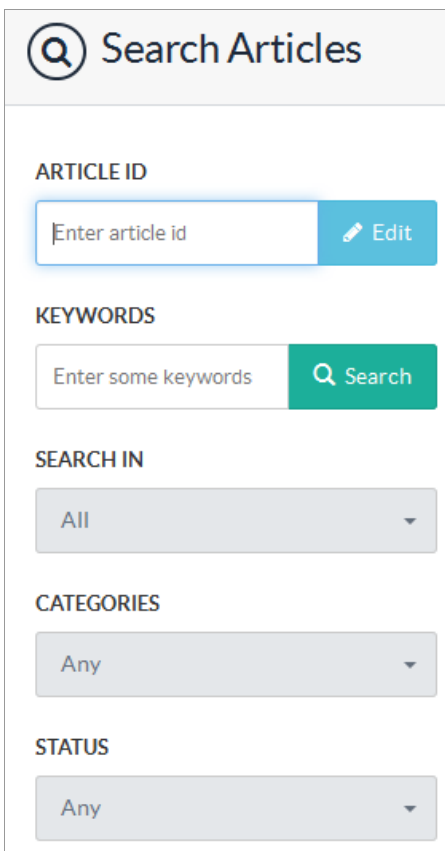 Search Articles
ARTICLE ID
Enter article id
Edit
KEYWORDS
Enter some keywords
Search
SEARCH IN
All
CATEGORIES
Any
STATUS
Any